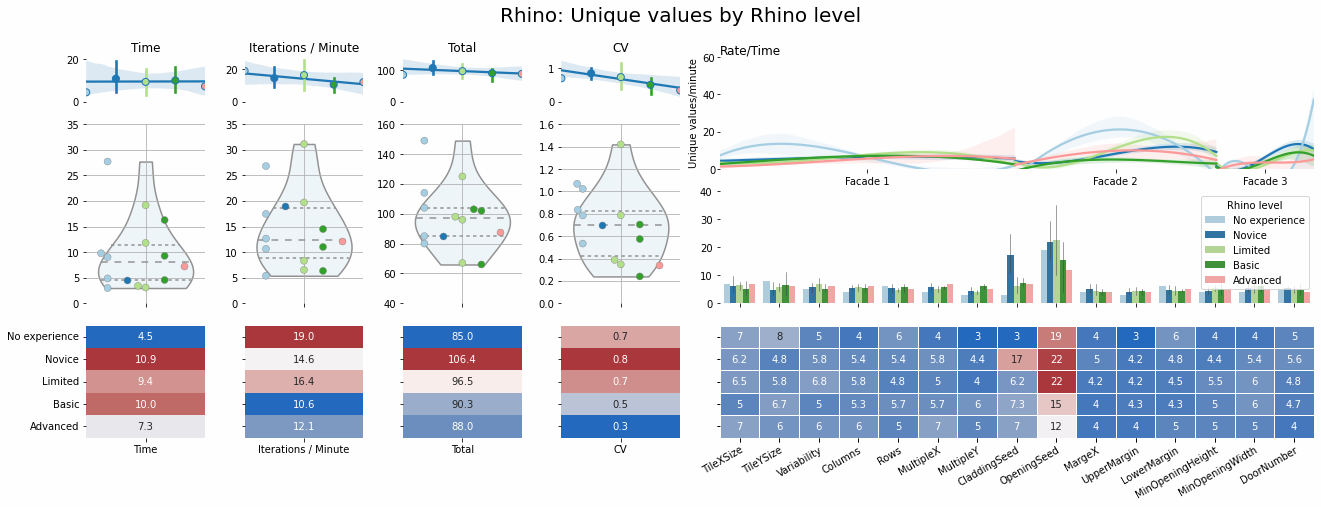 Rhino: Unique values by Rhino level
Time
Iterations / Minute
Total
CV
Rate/Time
20
0
20
0
100
0
1
0
Unique values/minute
60
40
20
0
Facade 1
Facade 2
Facade 3
35
30
25
20
15
10
5
0
35
30
25
20
15
10
5
0
160
140
120
100
80
60
40
1.6
1.4
1.2
1.0
0.8
0.6
0.4
0.2
0.0
40
30
20
10
0
Rhino level
No experience
Novice
Limited
Basic
Advanced
No experience 4.5 19.0 85.0 0.7 7 8 5 4 6 4 3 3 19 4 3 6 4 4 5
Novice 10.9 14.6 106.4 0.8 6.2 4.8 5.8 5.4 5.4 5.8 4.4 17 22 5 4.2 4.8 4.4 5.4 5.6
Limited 9.4 16.4 96.5 0.7 6.5 5.8 6.8 5.8 4.8 5 4 6.2 22 4.2 4.2 4.5 5.5 6 4.8
Basic 10.0 10.6 90.3 0.5 5 6.7 5 5.3 5.7 5.7 6 7.3 15 4 4.3 4.3 5 6 4.7
Advanced 7.3 12.1 88.0 0.3 7 6 6 6 5 7 5 7 12 4 4 5 5 5 4
Time
Iterations / Minute
Total
CV
TileXSize
TileYSize
Variability
Columns
Rows
MultipleX
MultipleY
CladdingSeed
OpeningSeed
MargeX
UpperMargin
LowerMargin
MinOpeningHeight
MinOpeningWidth
DoorNumber